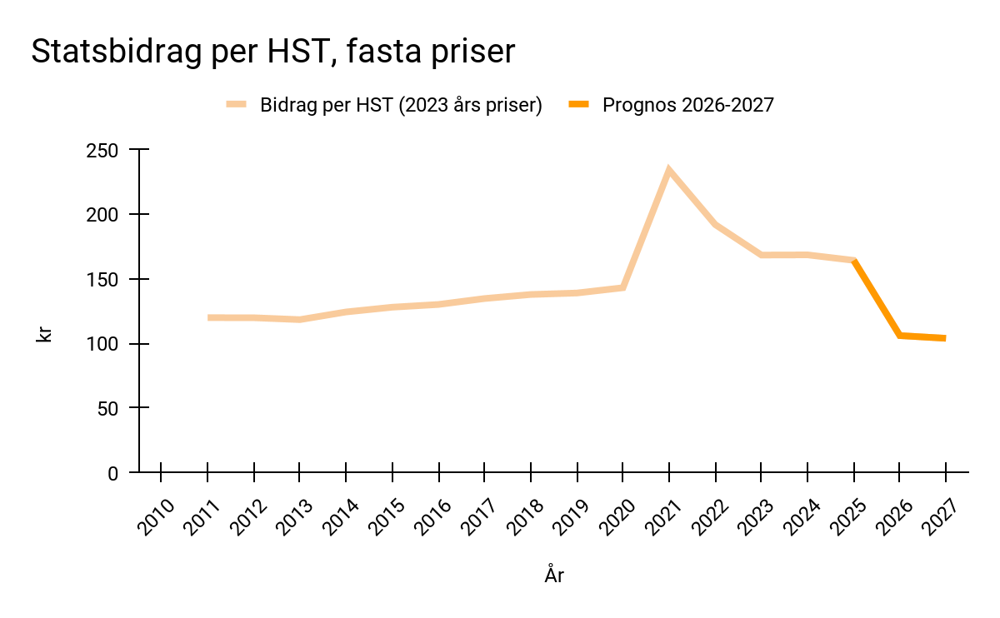 Statsbidrag per HST, fasta priser
Bidrag per HST (2023 års priser) Prognos 2026-2027
250
200
150
100
50
0
kr
2010 2011 2012 2013 2014 2015 2016 2017 2018 2019 2020 2021 2022 2023 2024 2025 2026 2027
År